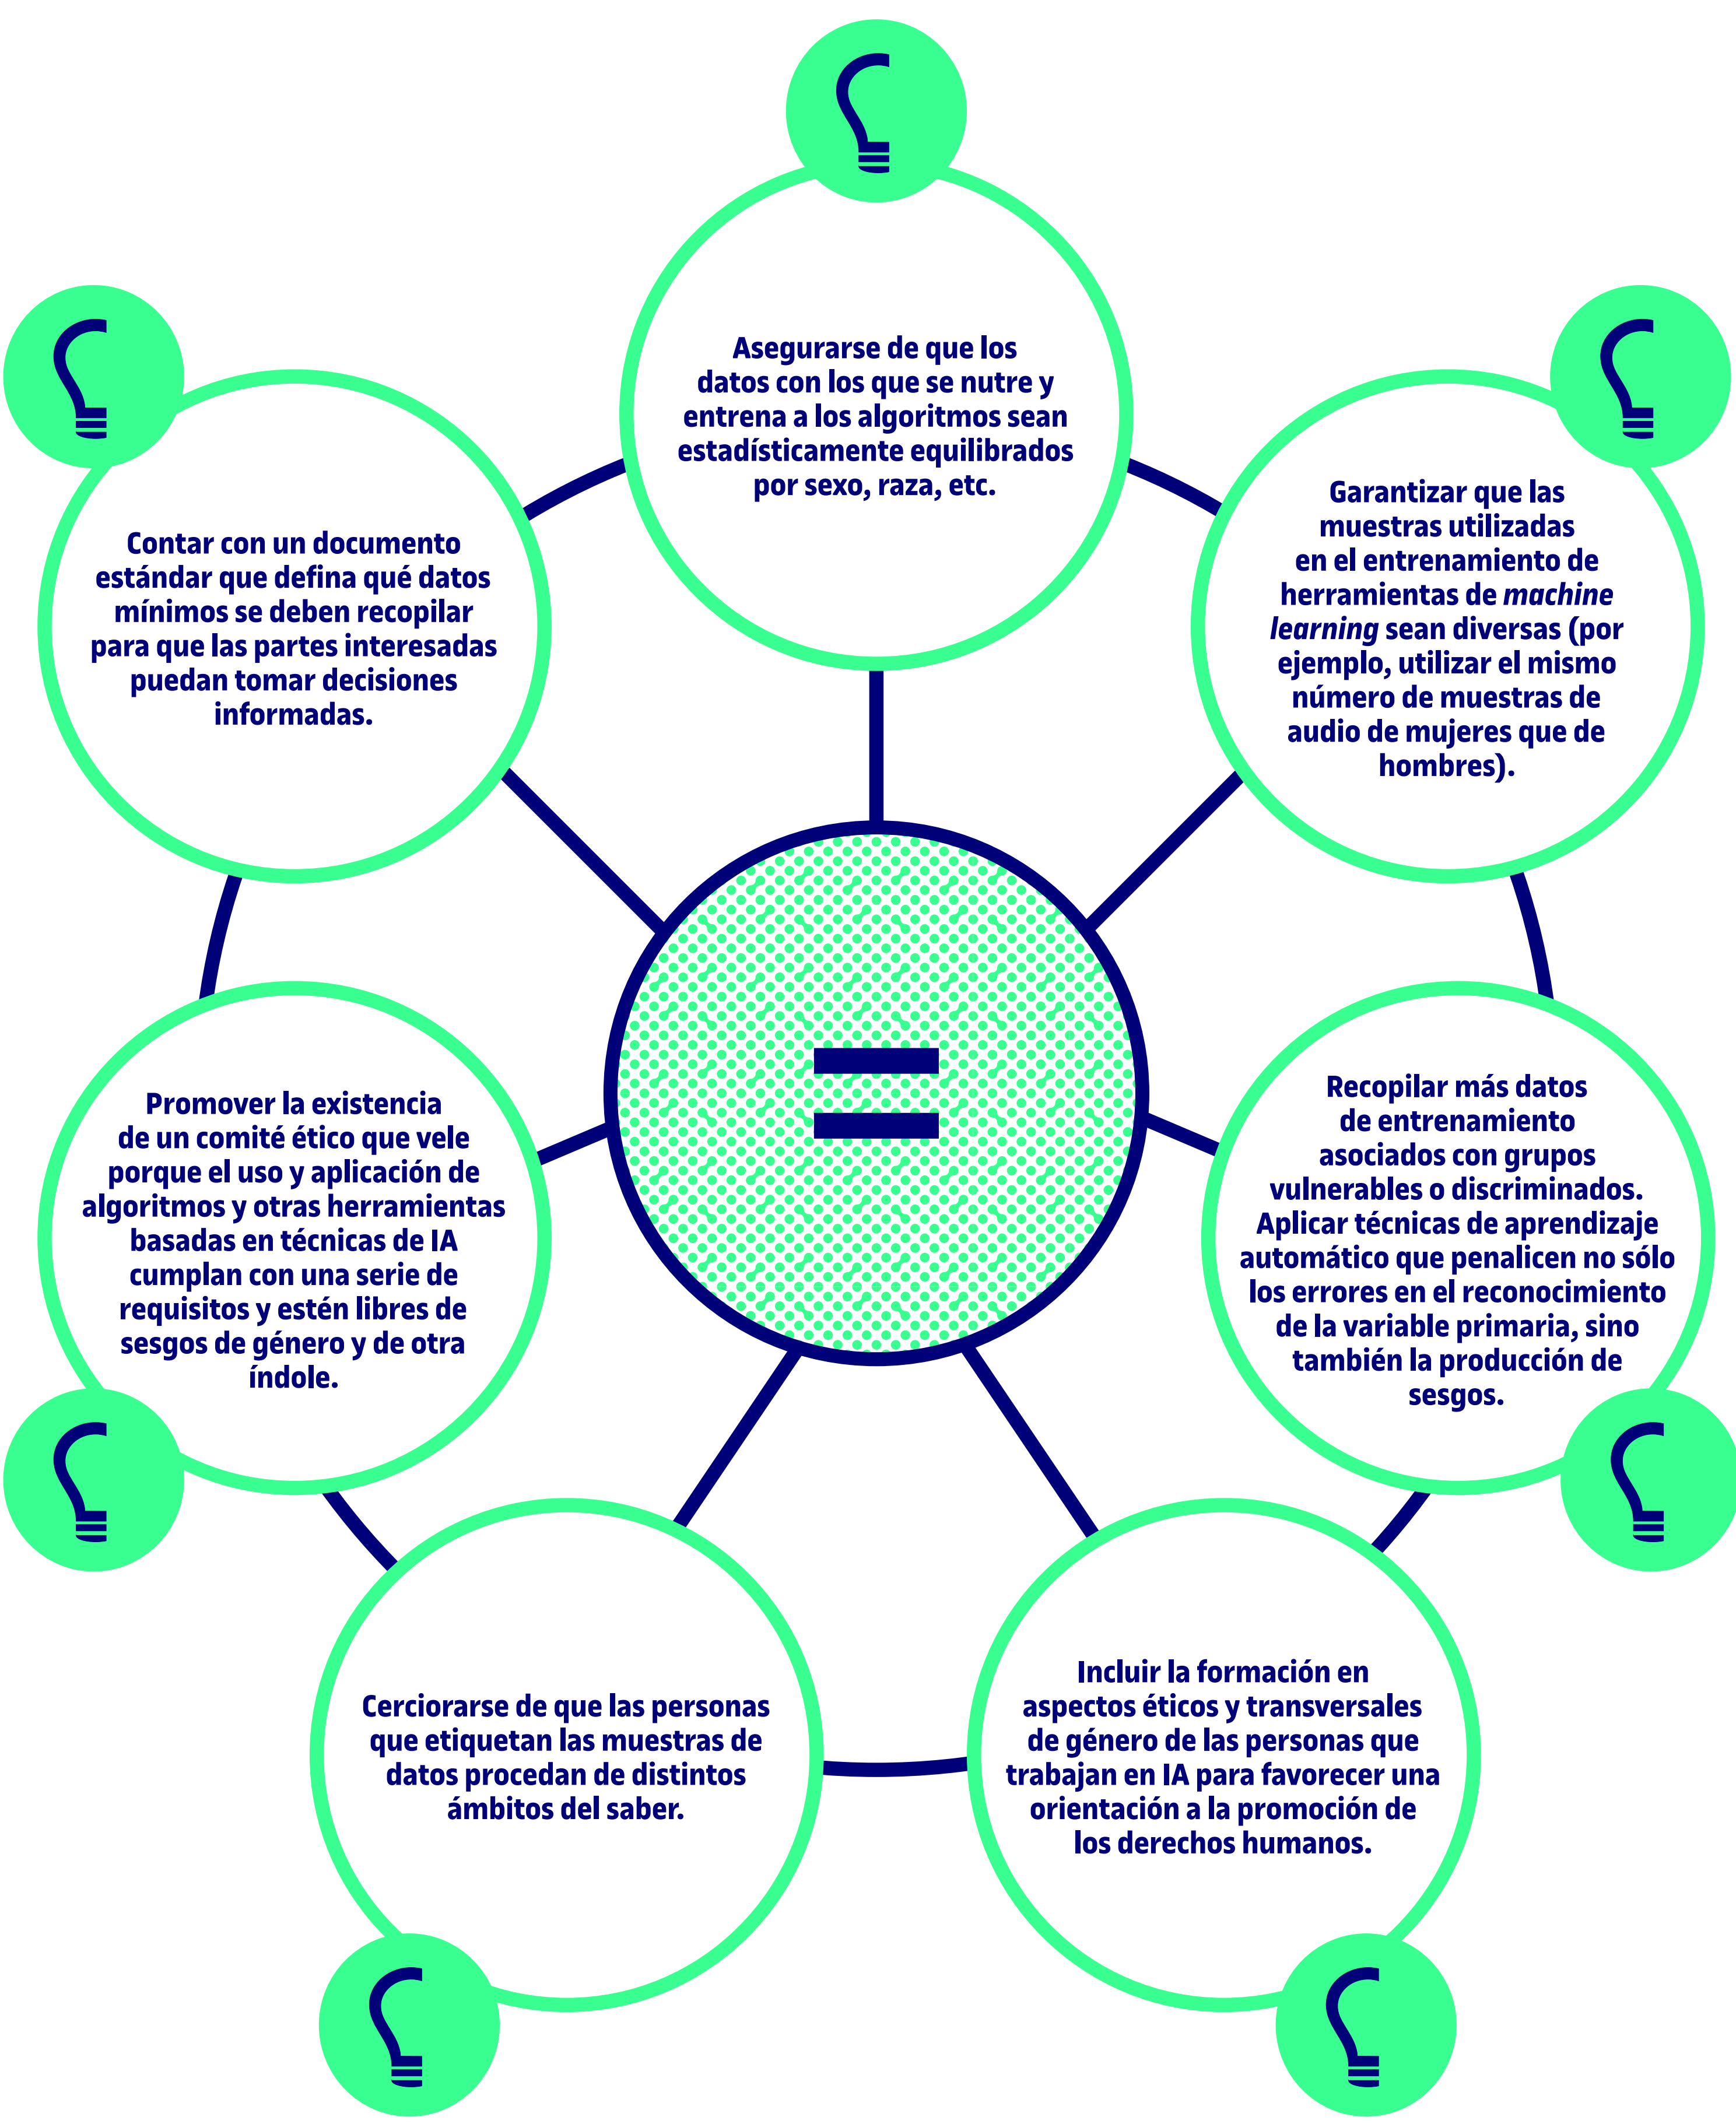 Asegurarse de que los
datos con los que se nutre y
entrena a los algoritmos sean
estadísticamente equilibrados
por sexo, raza, etc.
Garantizar que las
muestras utilizadas
en el entrenamiento de
herramientas de machine
learning sean diversas (por
ejemplo, utilizar el mismo
número de muestras de
audio de mujeres que de
hombres).
Recopilar más datos
de entrenamiento
asociados con grupos
vulnerables o discriminados.
Aplicar técnicas de aprendizaje
automático que penalicen no sólo
los errores en el reconocimiento
de la variable primaria, sino
también la producción de
sesgos.
Incluir la formación en
aspectos éticos y transversales
de género de las personas que
trabajan en IA para favorecer una
orientación a la promoción de
los derechos humanos.
Cerciorarse de que las personas
que etiquetan las muestras de
datos procedan de distintos
ámbitos del saber.
Promover la existencia
de un comité ético que vele
porque el uso y aplicación de
algoritmos y otras herramientas
basadas en técnicas de IA
cumplan con una serie de
requisitos y estén libres de
sesgos de género y de otra
índole.
Contar con un documento
estándar que defina qué datos
mínimos se deben recopilar
para que las partes interesadas
puedan tomar decisiones
informadas.
=